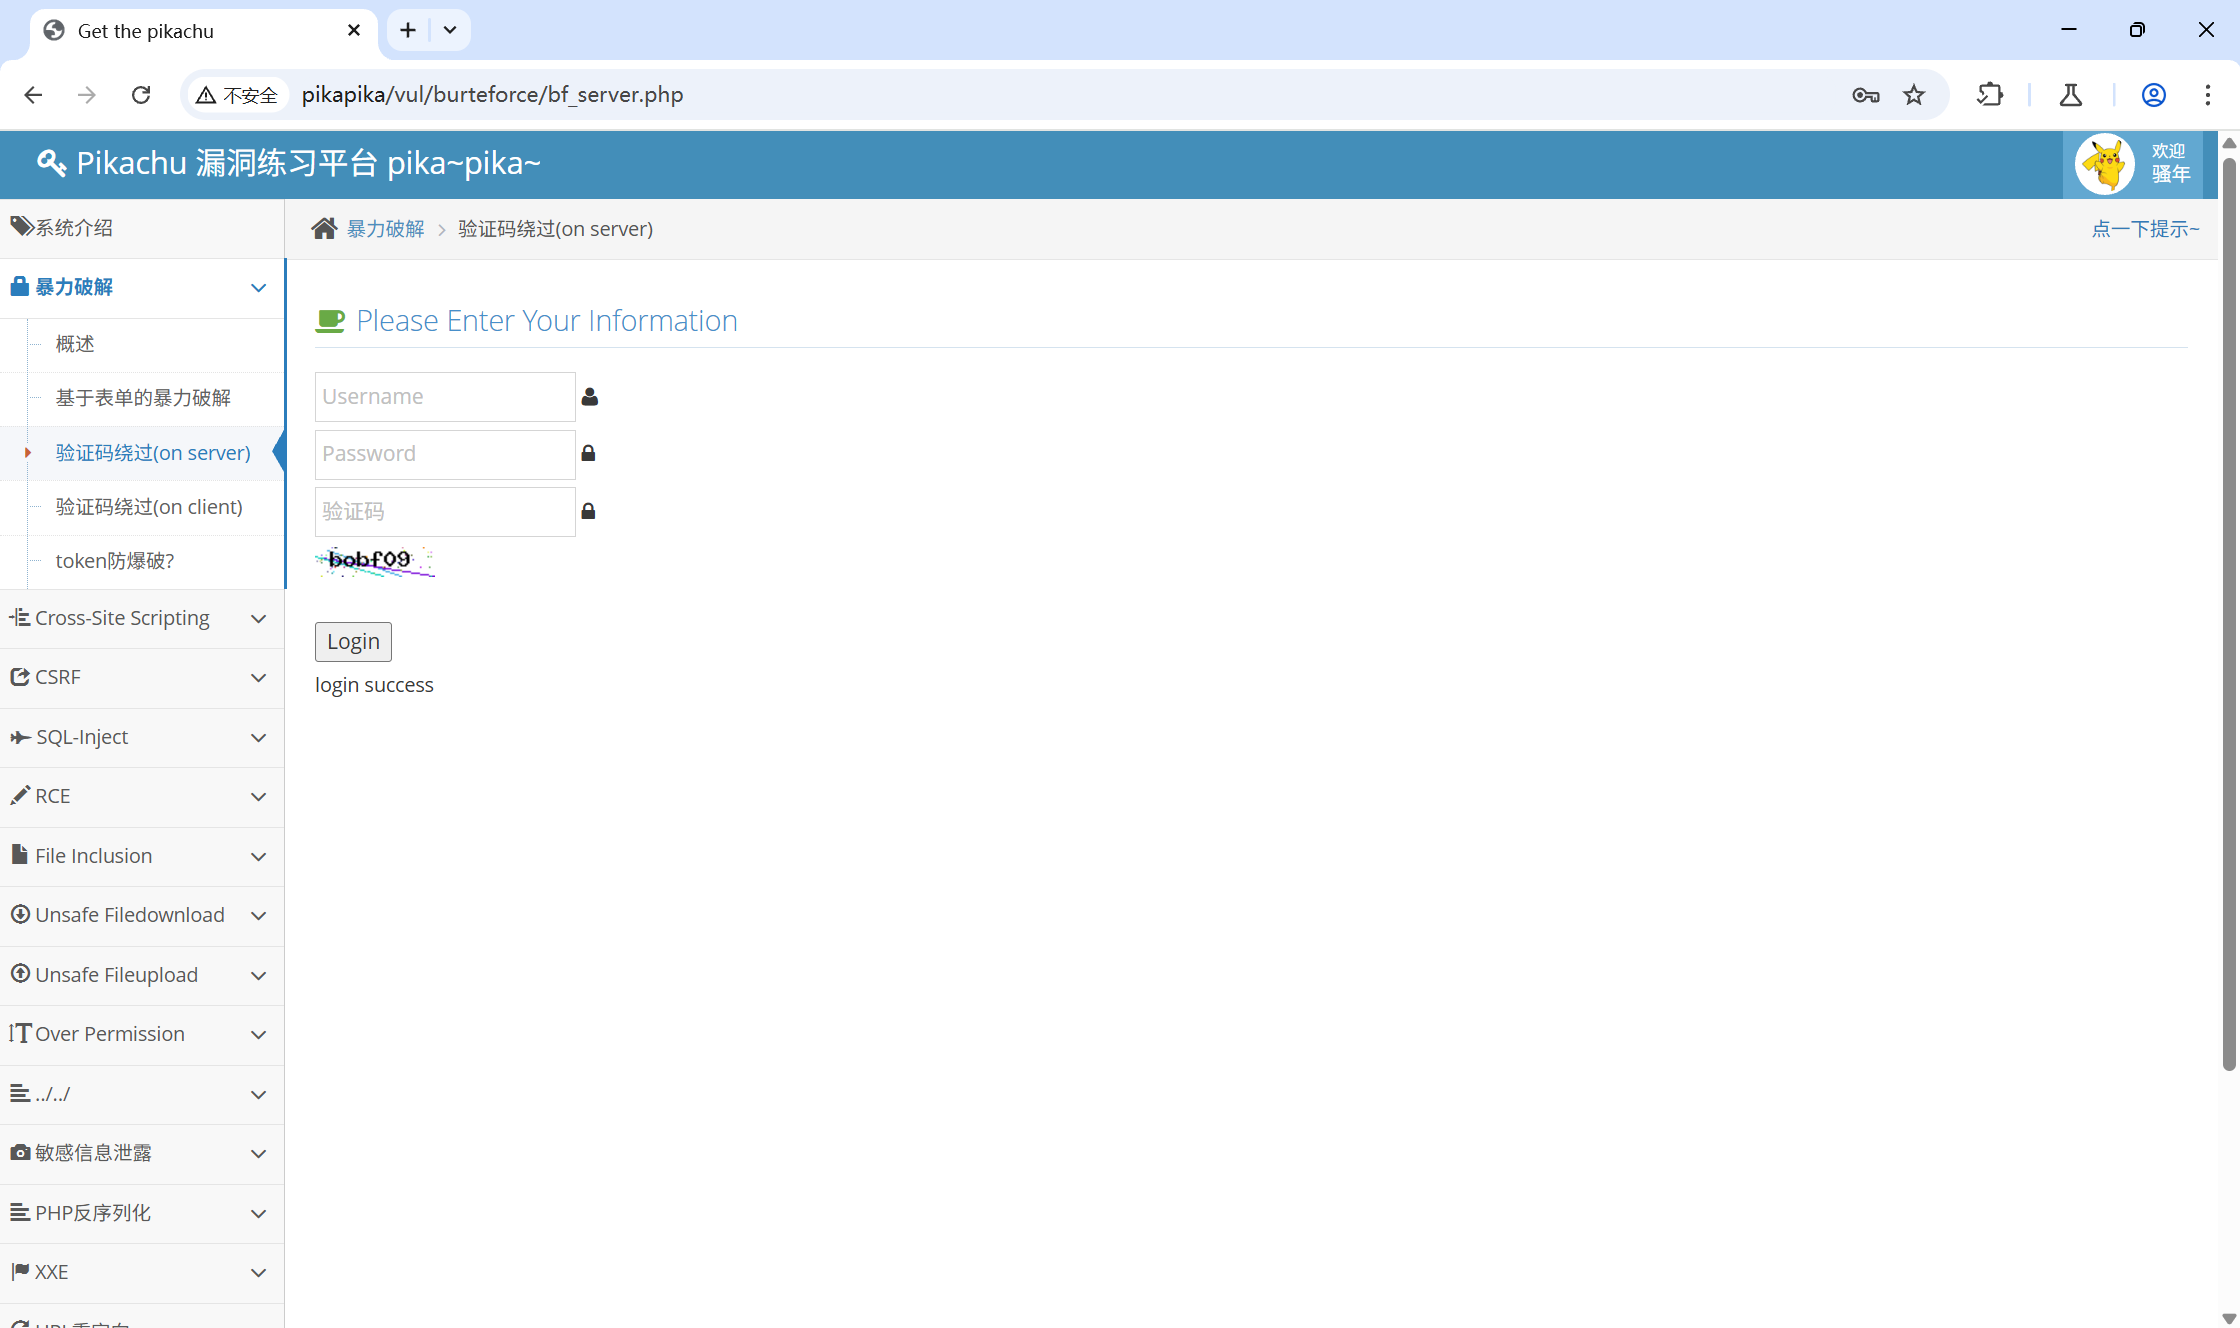 Get the pikachu
不安全
pikapika/vul/burteforce/bf_server.php
Pikachu 漏洞练习平台 pika~pika~
欢迎
骚年
系统介绍
暴力破解
概述
基于表单的暴力破解
验证码绕过(on server)
验证码绕过(on client)
token防爆破?
Cross-Site Scripting
CSRF
SQL-Inject
RCE
File Inclusion
Unsafe Filedownload
Unsafe Fileupload
Over Permission
../../
敏感信息泄露
PHP反序列化
XXE
暴力破解 > 验证码绕过(on server)
点一下提示~
Please Enter Your Information
Username
Password
验证码
bobf09
Login
login success